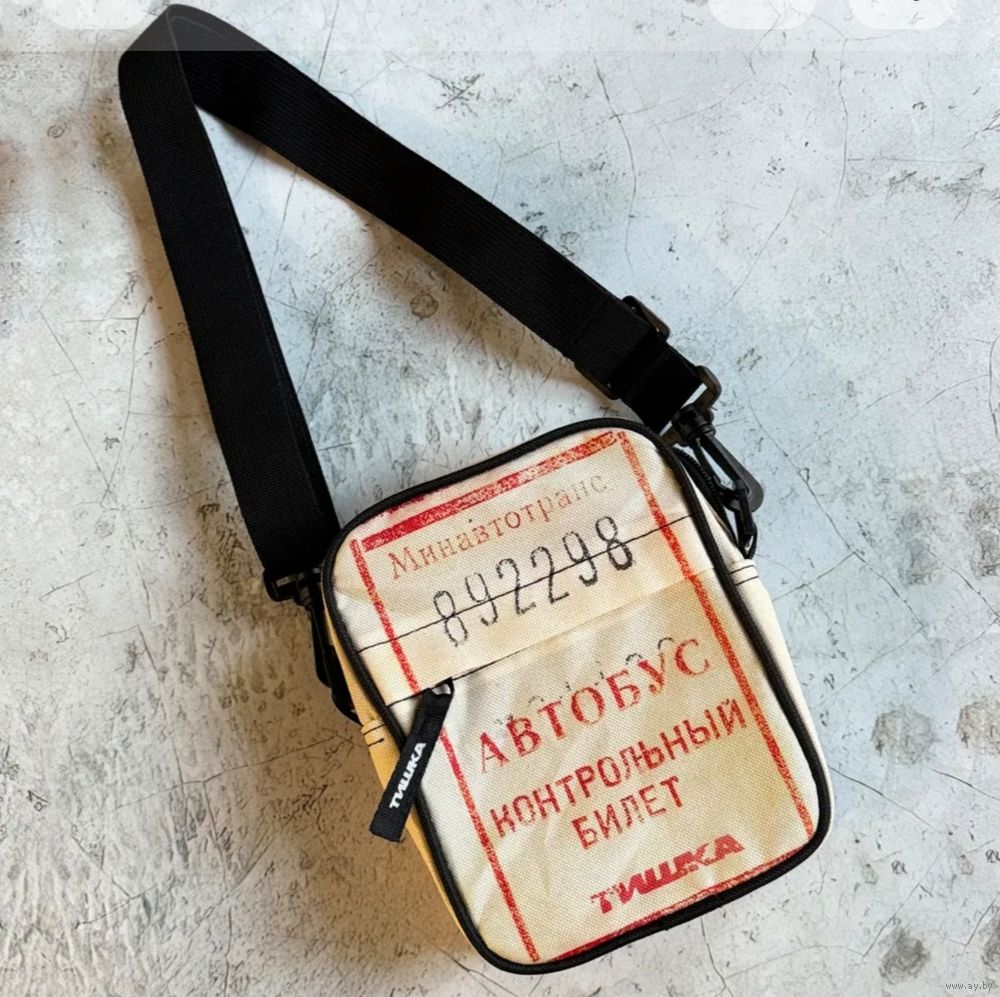 Минавтотранс
892298
АВТОБУС
КОНТРОЛЬНЫЙ
БИЛЕТ
ТИШКА
ТИШКА
www.ay.by